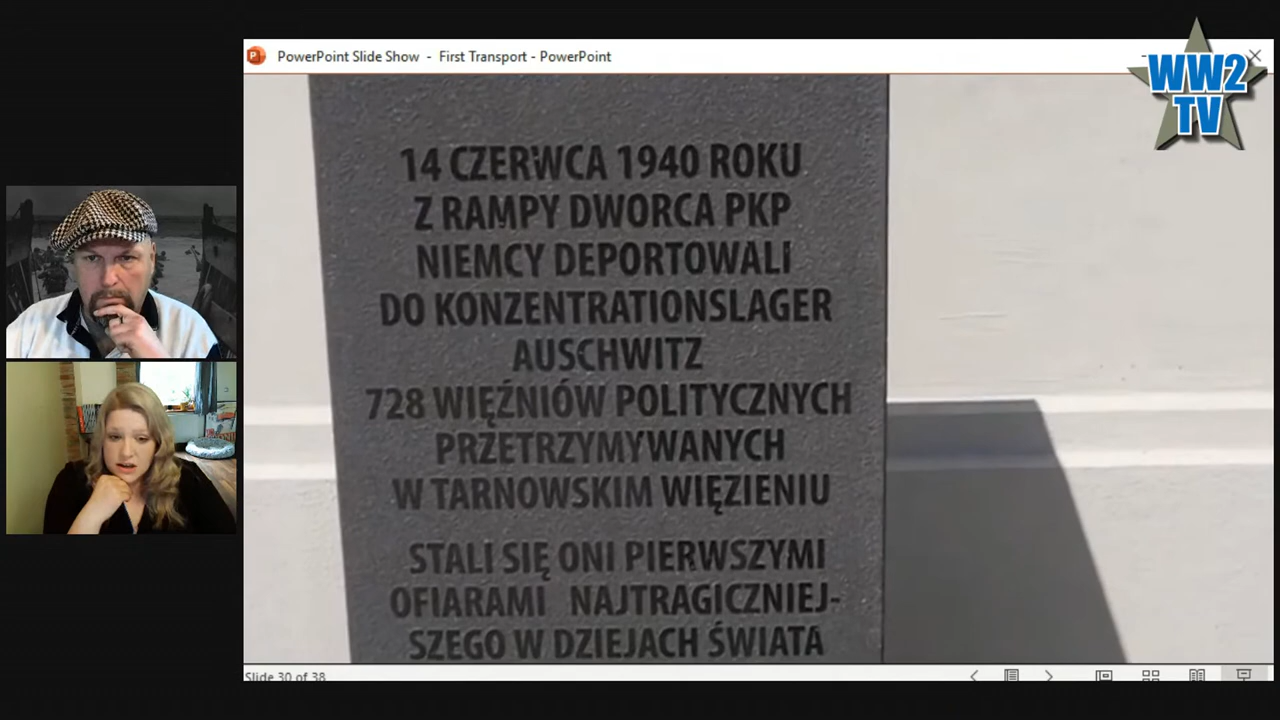 PowerPoint Slide Show - First Transport - PowerPoint
WW2
TV
14 CZERWCA 1940 ROKU
Z RAMPY DWORCA PKP
NIEMCY DEPORTOWALI
DO KONZENTRATIONSLAGER
AUSCHWITZ
728 WIĘŹNIÓW POLITYCZNYCH
PRZETRZYMYWANYCH
W TARNOWSKIM WIĘZIENIU
STALI SIĘ ONI PIERWSZYMI
OFIARAMI NAJTRAGICZNIEJ-
SZEGO W DZIEJACH ŚWIATA
Slide 30 of 38